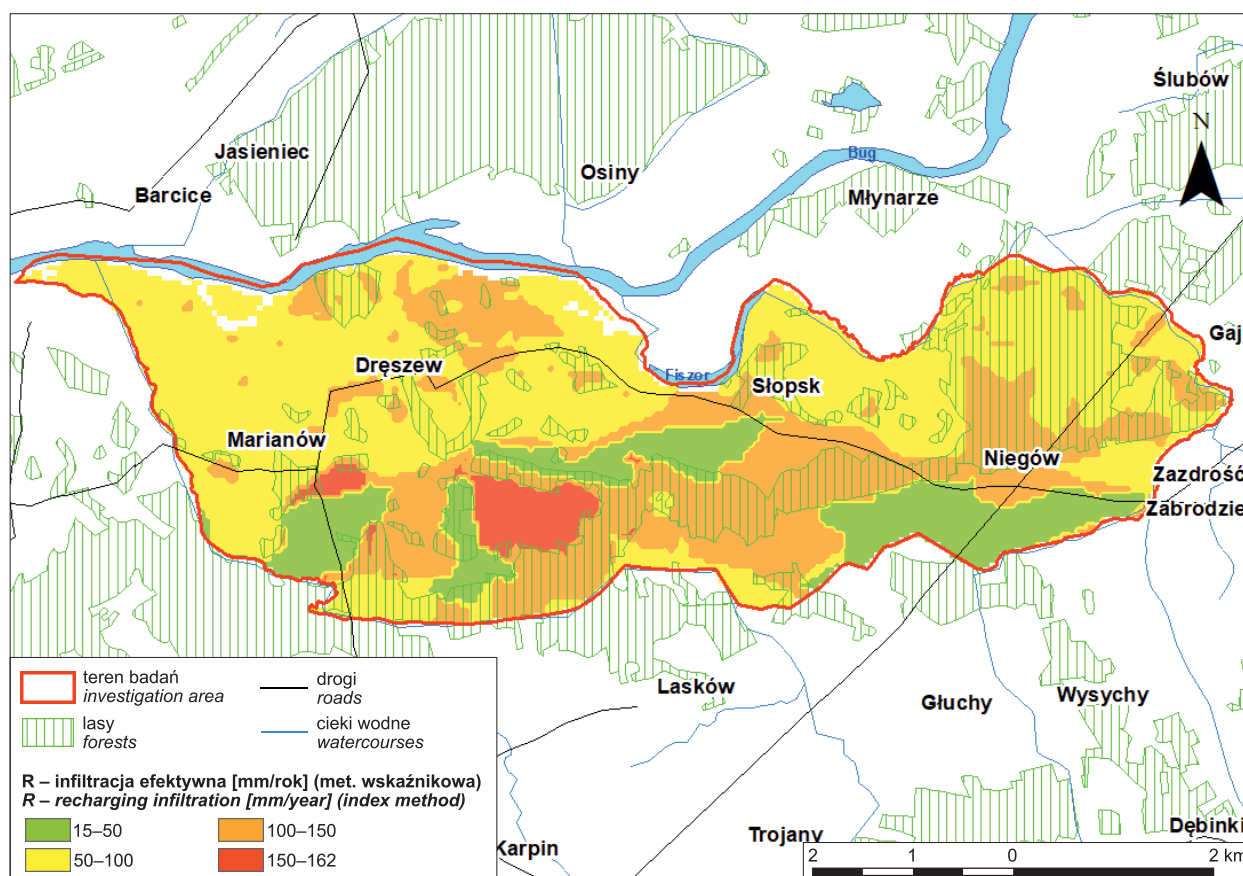 Ślubów
N
Jasieniec
Bug
Osiny
Barcice
Młynarze
Gaj
Dręszew
Fiszor
Słopsk
Marianów
Niegów
Zazdrość
Zabrodzie
Lasków
Głuchy
Wysychy
Trojany
Dębinki
Karpin
teren badań
investigation area
drogi
roads
lasy
forests
cieki wodne
watercourses
R – infiltracja efektywna [mm/rok] (met. wskaźnikowa)
R – recharging infiltration [mm/year] (index method)
15–50
100–150
50–100
150–162
2 1 0 2 km